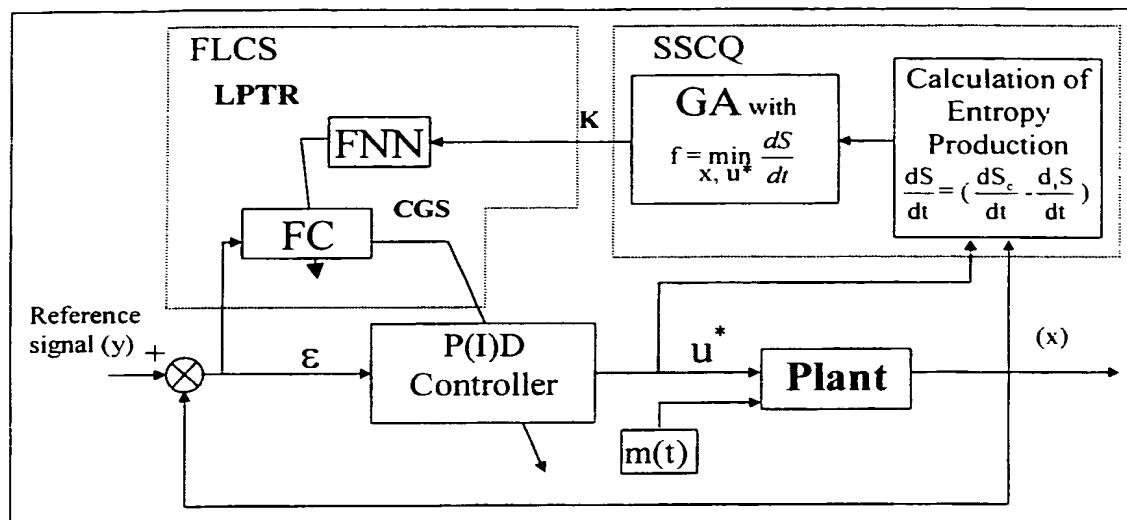 FLCS
LPTR
FNN
CGS
FC
K
SSCQ
GA with
f = min dS/dt
x, u*
Calculation of
Entropy
Production
dS/dt = (dS_c/dt - d_iS/dt)
Reference
signal (y)
+
ε
P(I)D
Controller
u*
Plant
(x)
m(t)